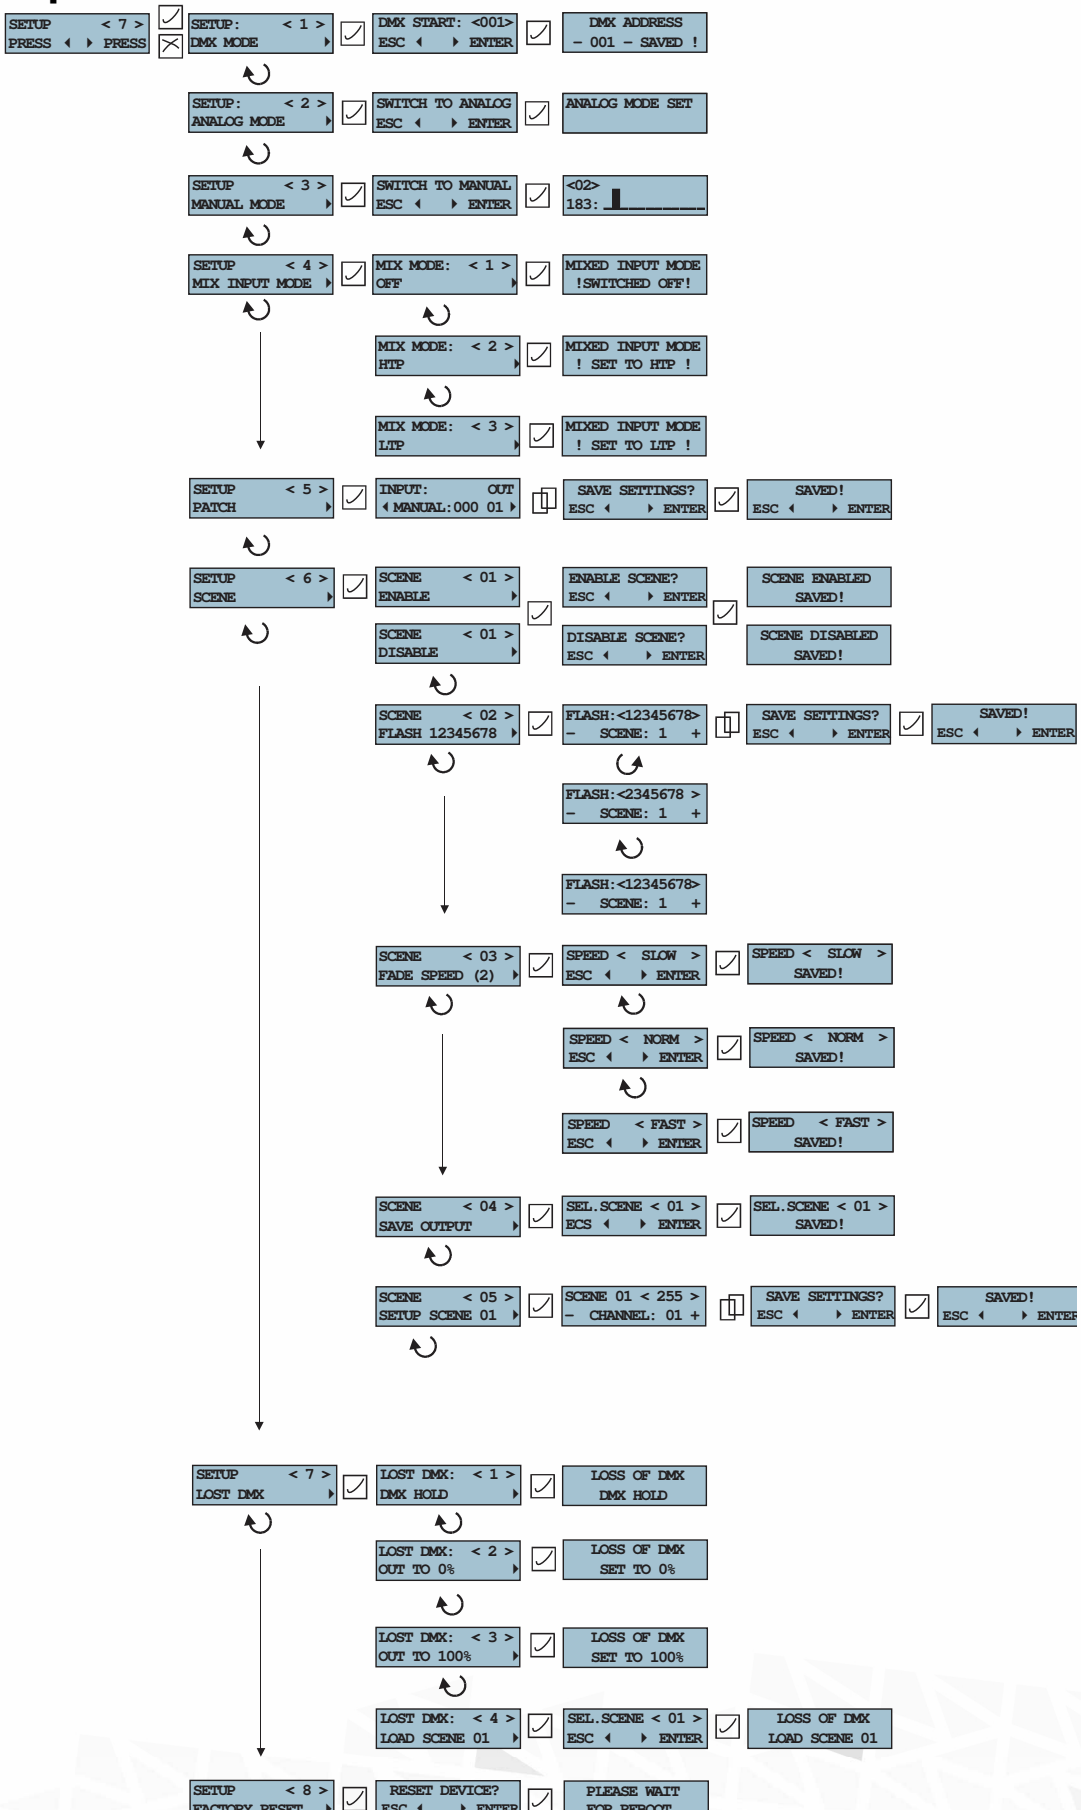 SETUP < 7 >
PRESS PRESS
SETUP: < 1 >
DMX MODE
DMX START: <001>
ESC ENTER
DMX ADDRESS
– 001 – SAVED !
SETUP: < 2 >
ANALOG MODE
SWITCH TO ANALOG
ESC ENTER
ANALOG MODE SET
SETUP < 3 >
MANUAL MODE
SWITCH TO MANUAL
ESC ENTER
<02>
183:
SETUP < 4 >
MIX INPUT MODE
MIX MODE: < 1 >
OFF
MIXED INPUT MODE
!SWITCHED OFF!
MIX MODE: < 2 >
HTP
MIXED INPUT MODE
! SET TO HTP !
MIX MODE: < 3 >
LTP
MIXED INPUT MODE
! SET TO LTP !
SETUP < 5 >
PATCH
INPUT: OUT
MANUAL:000 01
SAVE SETTINGS?
ESC ENTER
SAVED!
ESC ENTER
SETUP < 6 >
SCENE
SCENE < 01 >
ENABLE
ENABLE SCENE?
ESC ENTER
SCENE ENABLED
SAVED!
SCENE < 01 >
DISABLE
DISABLE SCENE?
ESC ENTER
SCENE DISABLED
SAVED!
SCENE < 02 >
FLASH 12345678
FLASH:<12345678>
– SCENE: 1 +
SAVE SETTINGS?
ESC ENTER
SAVED!
ESC ENTER
FLASH:<2345678 >
– SCENE: 1 +
FLASH:<12345678>
– SCENE: 1 +
SCENE < 03 >
FADE SPEED (2)
SPEED < SLOW >
ESC ENTER
SPEED < SLOW >
SAVED!
SPEED < NORM >
ESC ENTER
SPEED < NORM >
SAVED!
SPEED < FAST >
ESC ENTER
SPEED < FAST >
SAVED!
SCENE < 04 >
SAVE OUTPUT
SEL.SCENE < 01 >
ECS ENTER
SEL.SCENE < 01 >
SAVED!
SCENE < 05 >
SETUP SCENE 01
SCENE 01 < 255 >
– CHANNEL: 01 +
SAVE SETTINGS?
ESC ENTER
SAVED!
ESC ENTER
SETUP < 7 >
LOST DMX
LOST DMX: < 1 >
DMX HOLD
LOSS OF DMX
DMX HOLD
LOST DMX: < 2 >
OUT TO 0%
LOSS OF DMX
SET TO 0%
LOST DMX: < 3 >
OUT TO 100%
LOSS OF DMX
SET TO 100%
LOST DMX: < 4 >
LOAD SCENE 01
SEL.SCENE < 01 >
ESC ENTER
LOSS OF DMX
LOAD SCENE 01
SETUP < 8 >
FACTORY RESET
RESET DEVICE?
ESC ENTER
PLEASE WAIT
FOR REBOOT